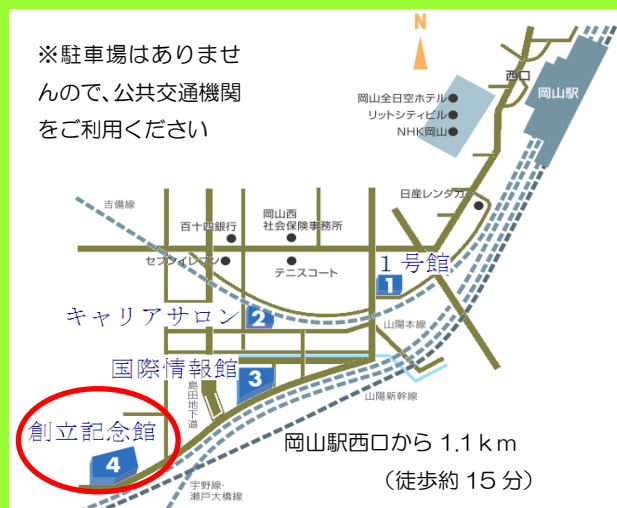 ※駐車場はありませ
んので、公共交通機関
をご利用ください
N
西口
岡山駅
岡山全日空ホテル
リットシティビル
NHK岡山
日産レンタカー
吉備線
百十四銀行
岡山西
社会保険事務所
セブンイレブン
テニスコート
1号館
1
キャリアサロン
2
山陽本線
国際情報館
3
島田地下道
山陽新幹線
創立記念館
4
岡山駅西口から 1.1km
（徒歩約 15 分）
宇野線・
瀬戸大橋線